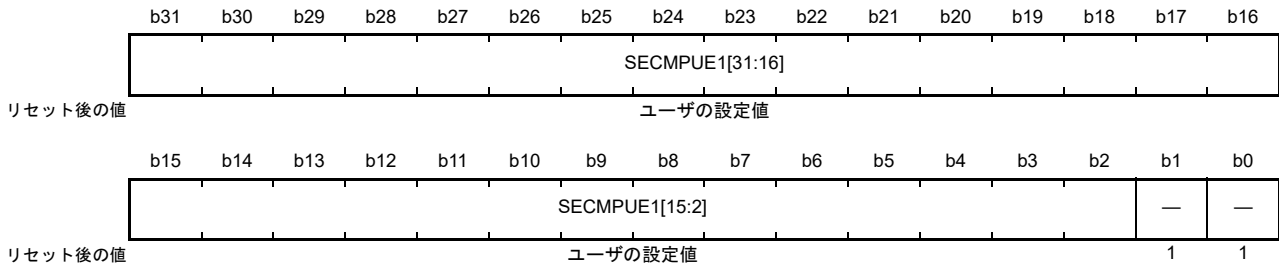 b31 b30 b29 b28 b27 b26 b25 b24 b23 b22 b21 b20 b19 b18 b17 b16
SECMPUE1[31:16]
リセット後の値 ユーザの設定値
b15 b14 b13 b12 b11 b10 b9 b8 b7 b6 b5 b4 b3 b2 b1 b0
SECMPUE1[15:2] — —
リセット後の値 ユーザの設定値 1 1